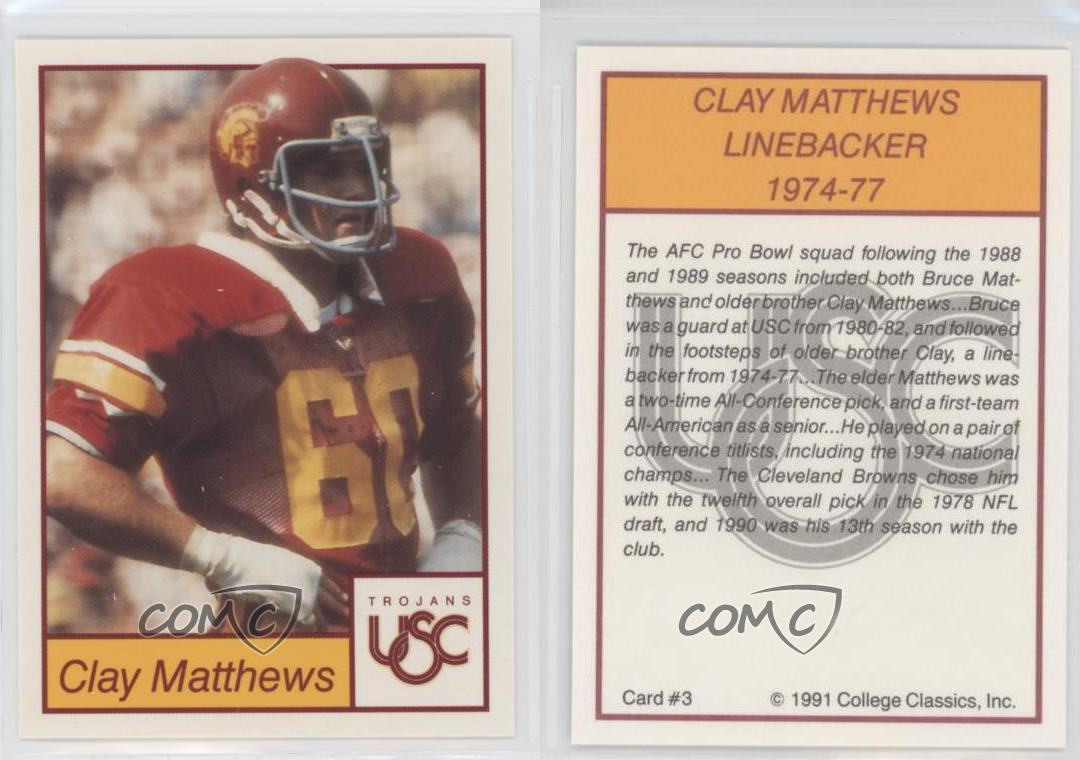 60
TROJANS
USC
Clay Matthews
COMC
CLAY MATTHEWS
LINEBACKER
1974-77
The AFC Pro Bowl squad following the 1988
and 1989 seasons included both Bruce Mat-
thews and older brother Clay Matthews...Bruce
was a guard at USC from 1980-82, and followed
in the footsteps of older brother Clay, a line-
backer from 1974-77...The elder Matthews was
a two-time All-Conference pick, and a first-team
All-American as a senior...He played on a pair of
conference titlists, including the 1974 national
champs... The Cleveland Browns chose him
with the twelfth overall pick in the 1978 NFL
draft, and 1990 was his 13th season with the
club.
USC
COMC
Card #3 © 1991 College Classics, Inc.